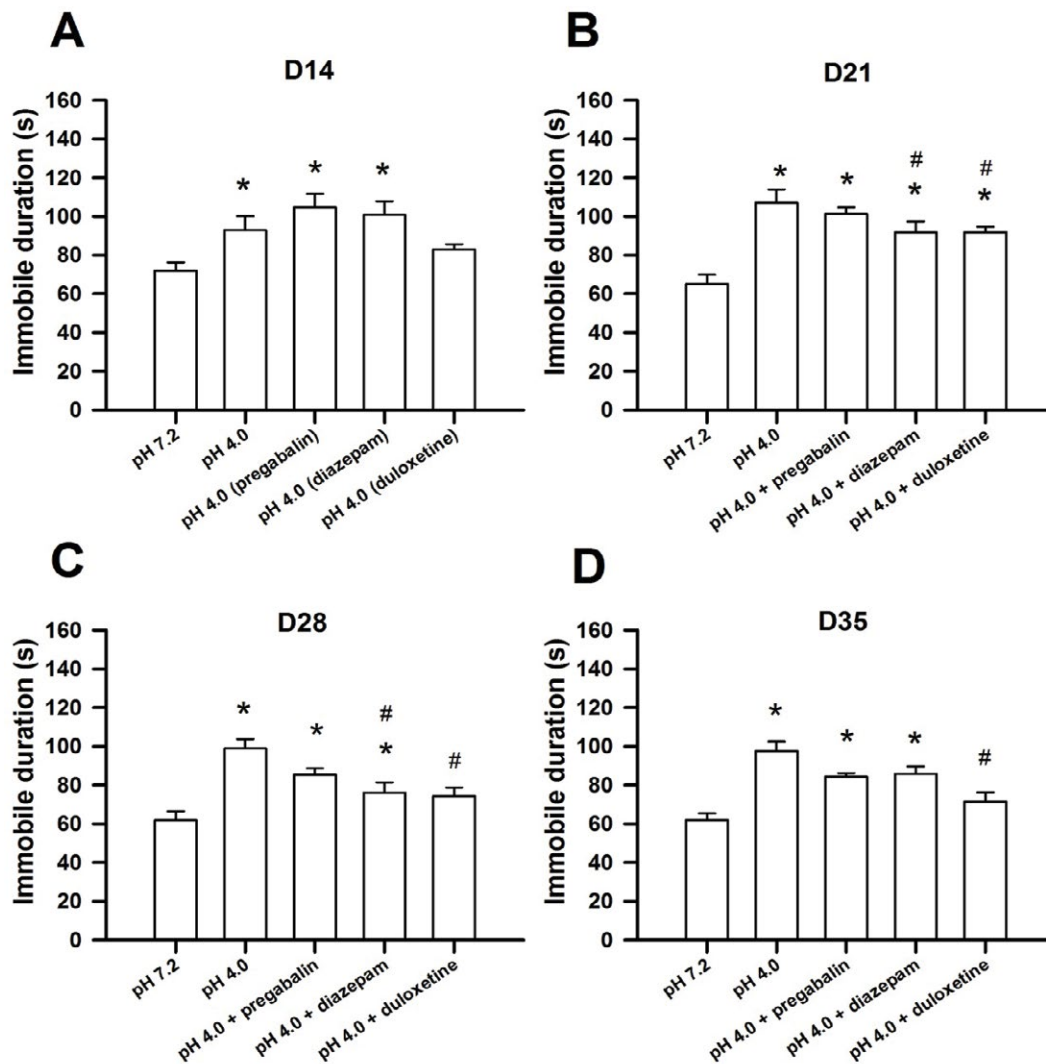 A
D14
Immobile duration (s)
160
140
120
100
80
60
40
20
0
*
*
*
pH 7.2
pH 4.0
pH 4.0 (pregabalin)
pH 4.0 (diazepam)
pH 4.0 (duloxetine)
B
D21
Immobile duration (s)
160
140
120
100
80
60
40
20
0
*
*
#
*
#
*
pH 7.2
pH 4.0
pH 4.0 + pregabalin
pH 4.0 + diazepam
pH 4.0 + duloxetine
C
D28
Immobile duration (s)
160
140
120
100
80
60
40
20
0
*
*
#
*
#
pH 7.2
pH 4.0
pH 4.0 + pregabalin
pH 4.0 + diazepam
pH 4.0 + duloxetine
D
D35
Immobile duration (s)
160
140
120
100
80
60
40
20
0
*
*
*
#
pH 7.2
pH 4.0
pH 4.0 + pregabalin
pH 4.0 + diazepam
pH 4.0 + duloxetine